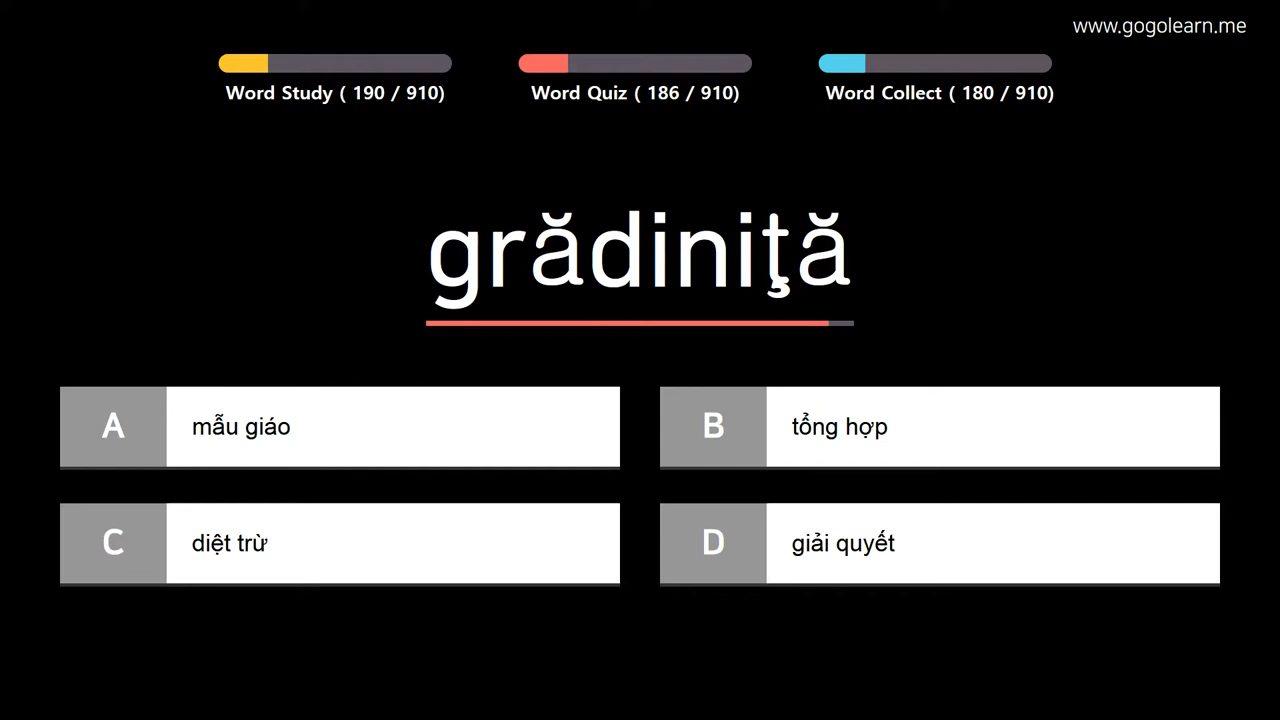 www.gogolearn.me
Word Study ( 190 / 910)
Word Quiz ( 186 / 910)
Word Collect ( 180 / 910)
grădiniţă
A mẫu giáo
B tổng hợp
C diệt trừ
D giải quyết